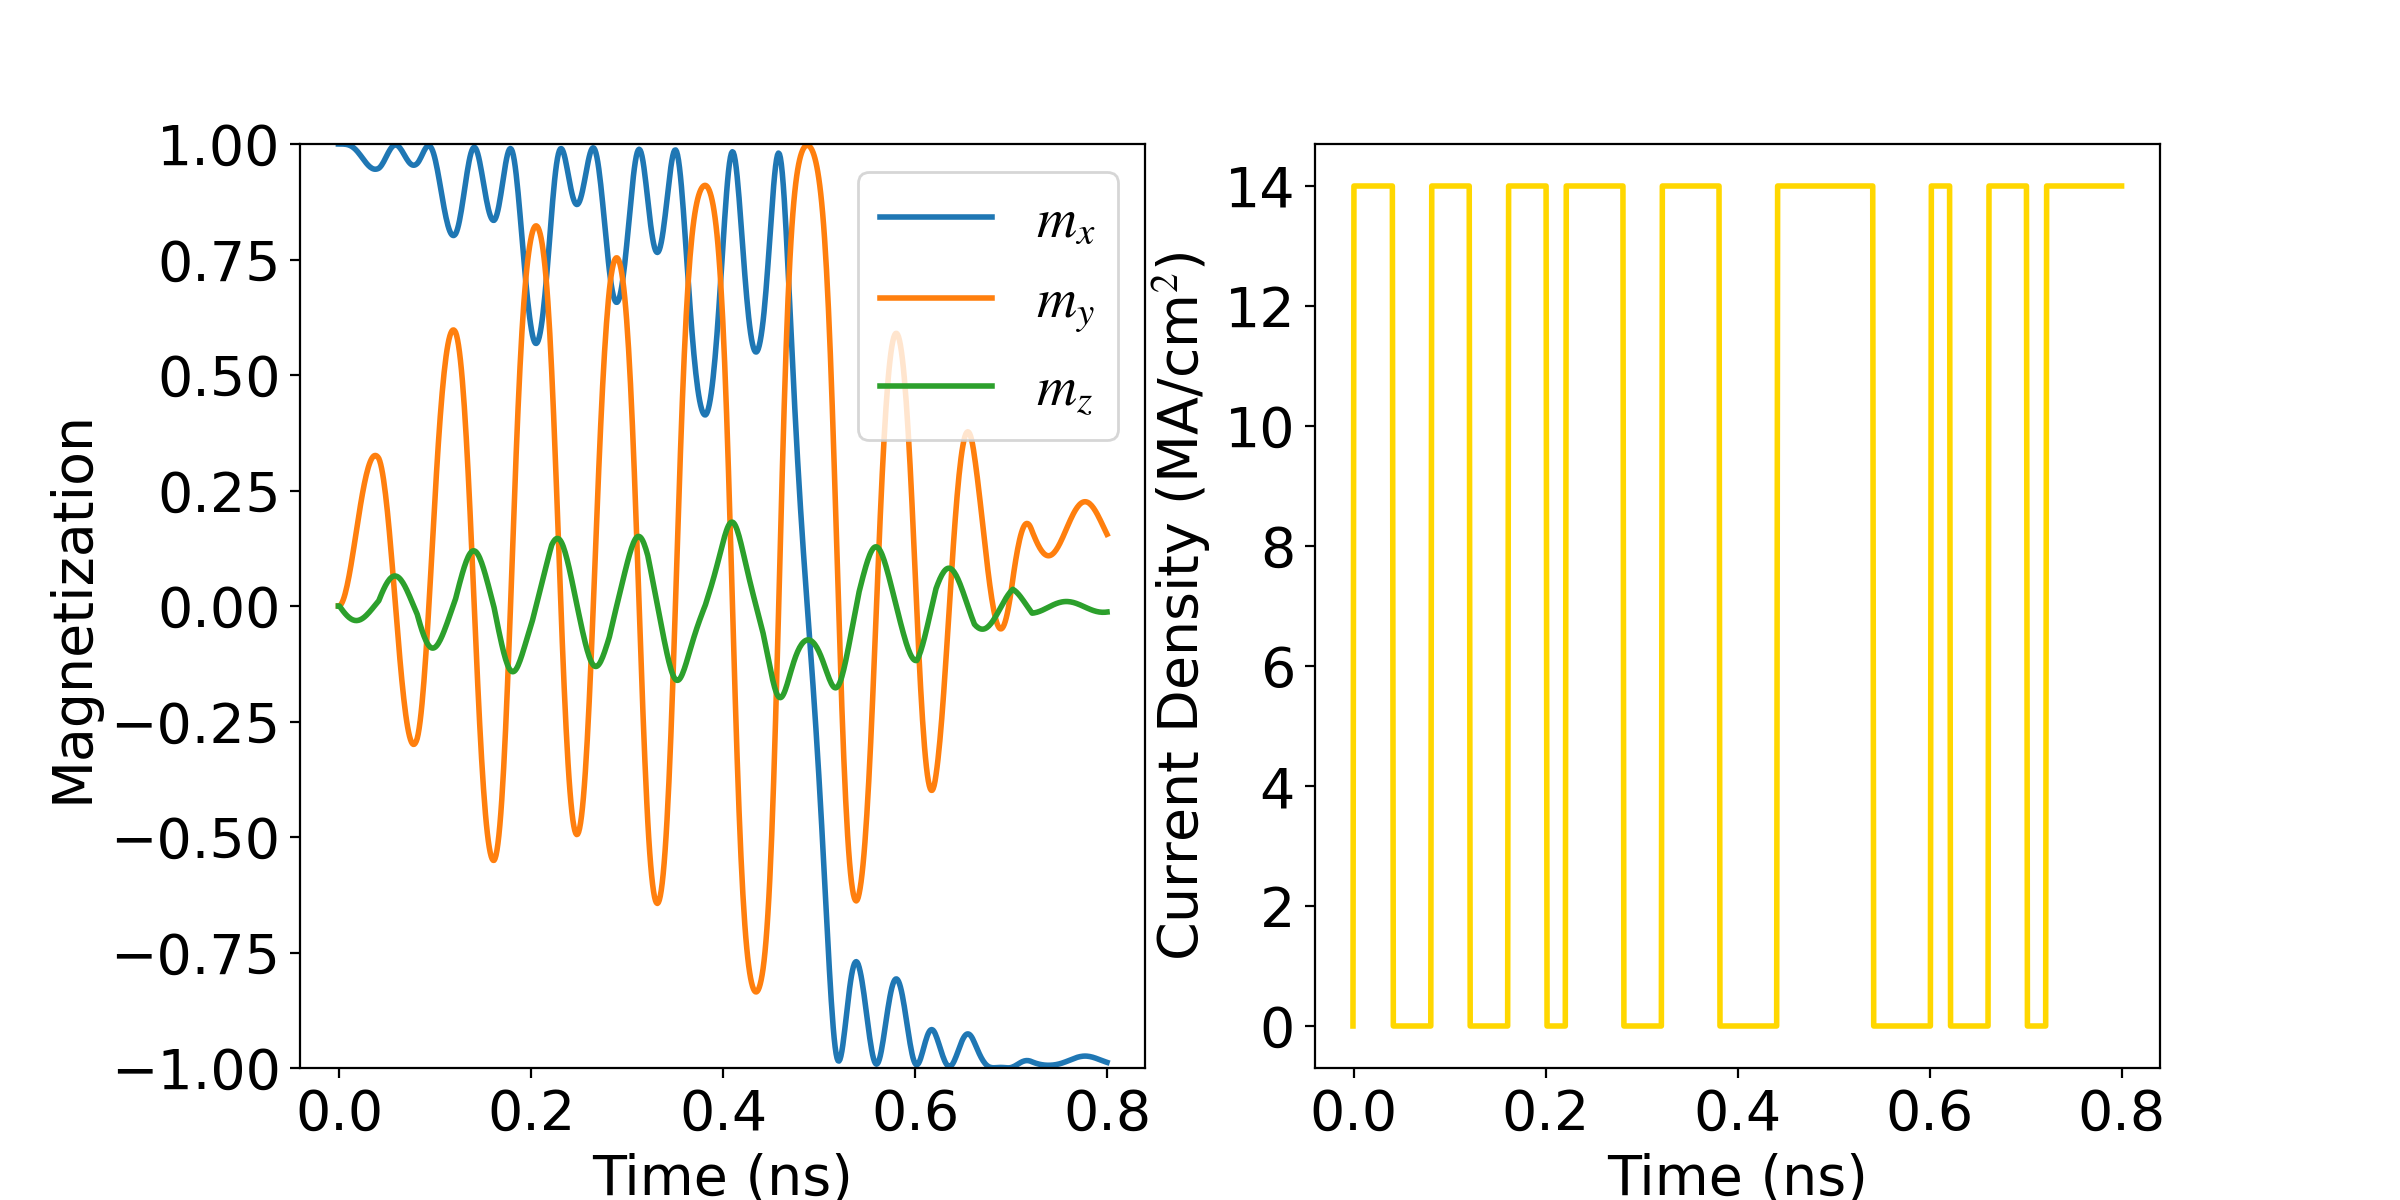 Magnetization
1.00
0.75
0.50
0.25
0.00
−0.25
−0.50
−0.75
−1.00
0.0 0.2 0.4 0.6 0.8
Time (ns)
m_x
m_y
m_z
Current Density (MA/cm²)
14
12
10
8
6
4
2
0
0.0 0.2 0.4 0.6 0.8
Time (ns)